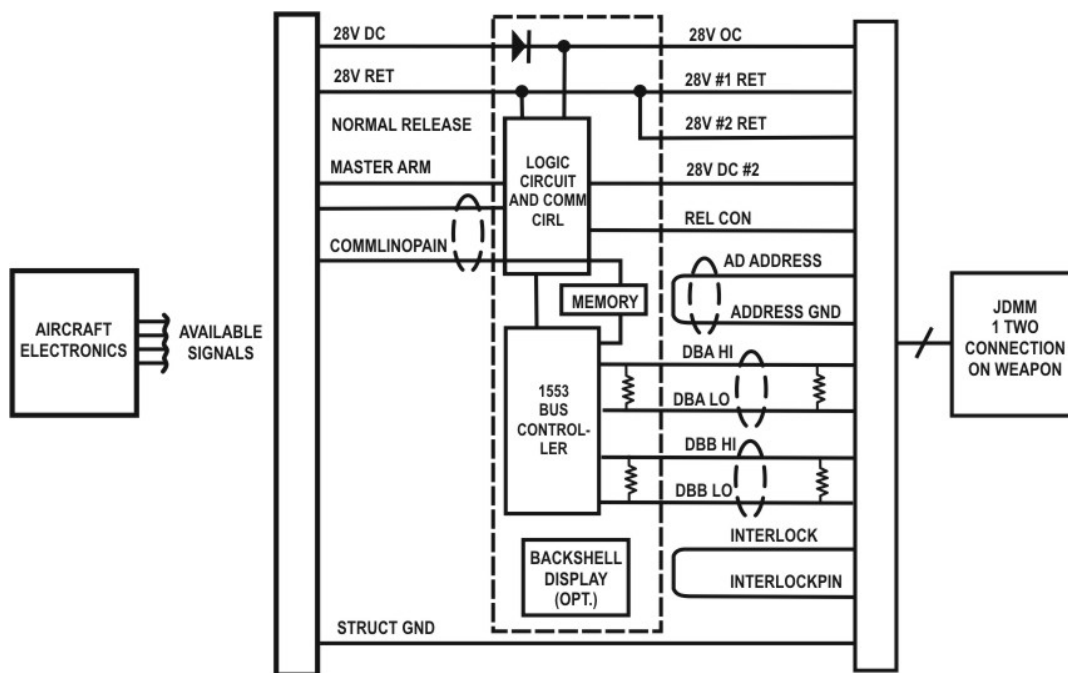 28V DC
28V OC
28V RET
28V #1 RET
NORMAL RELEASE
28V #2 RET
MASTER ARM
LOGIC
CIRCUIT
AND COMM
CIRL
28V DC #2
REL CON
COMMLINOPAIN
AD ADDRESS
MEMORY
ADDRESS GND
AIRCRAFT
ELECTRONICS
AVAILABLE
SIGNALS
JDMM
1 TWO
CONNECTION
ON WEAPON
DBA HI
1553
BUS
CONTROL-
LER
DBA LO
DBB HI
DBB LO
INTERLOCK
BACKSHELL
DISPLAY
(OPT.)
INTERLOCKPIN
STRUCT GND